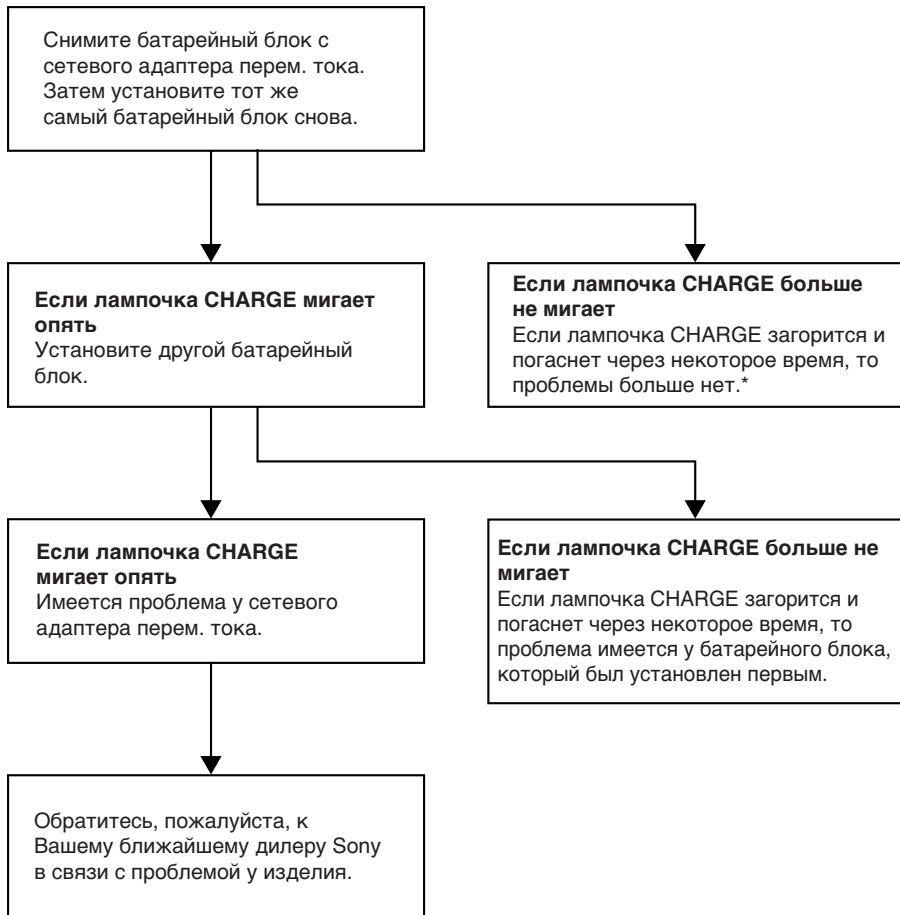 Снимите батарейный блок с
сетевого адаптера перем. тока.
Затем установите тот же
самый батарейный блок снова.
Если лампочка CHARGE мигает
опять
Установите другой батарейный
блок.
Если лампочка CHARGE больше
не мигает
Если лампочка CHARGE загорится и
погаснет через некоторое время, то
проблемы больше нет.*
Если лампочка CHARGE
мигает опять
Имеется проблема у сетевого
адаптера перем. тока.
Если лампочка CHARGE больше не
мигает
Если лампочка CHARGE загорится и
погаснет через некоторое время, то
проблема имеется у батарейного блока,
который был установлен первым.
Обратитесь, пожалуйста, к
Вашему ближайшему дилеру Sony
в связи с проблемой у изделия.